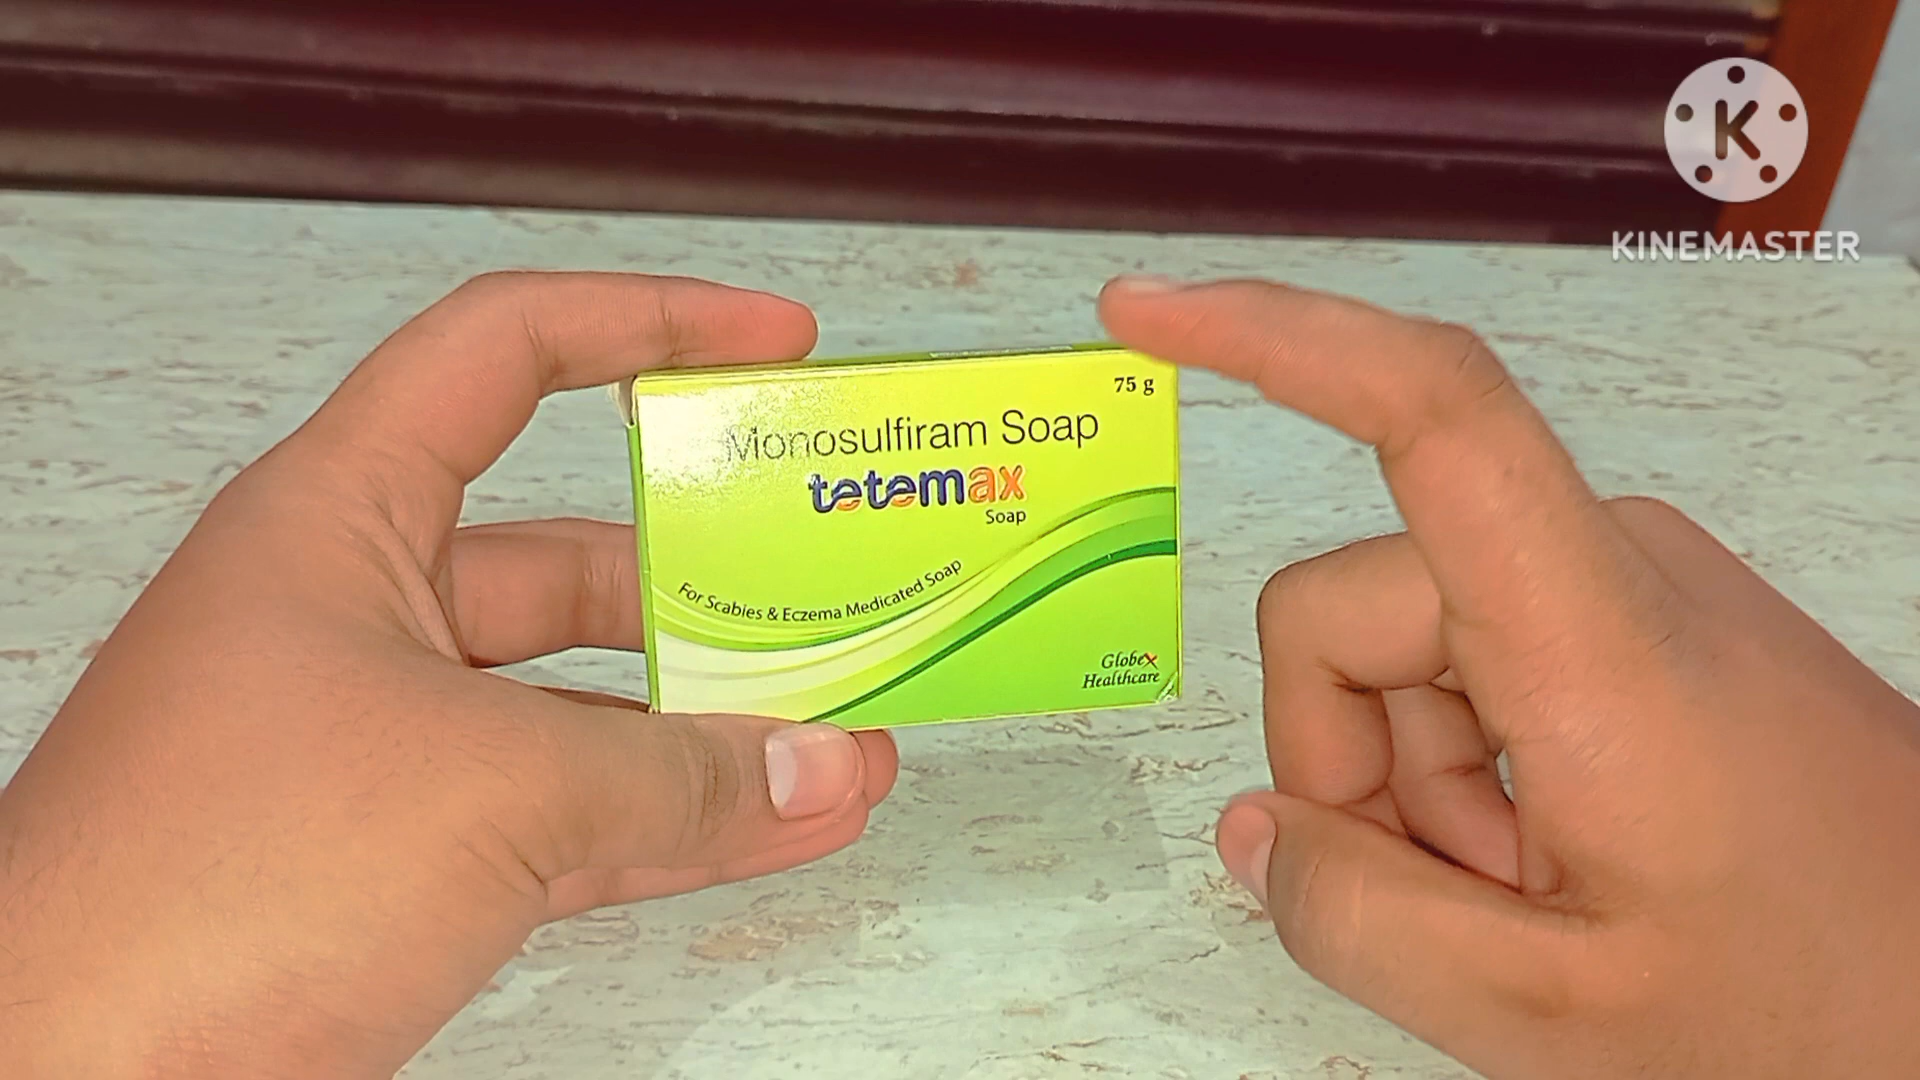 K
KINEMASTER
75 g
Monosulfiram Soap
tetemax
Soap
For Scabies & Eczema Medicated Soap
Globex
Healthcare